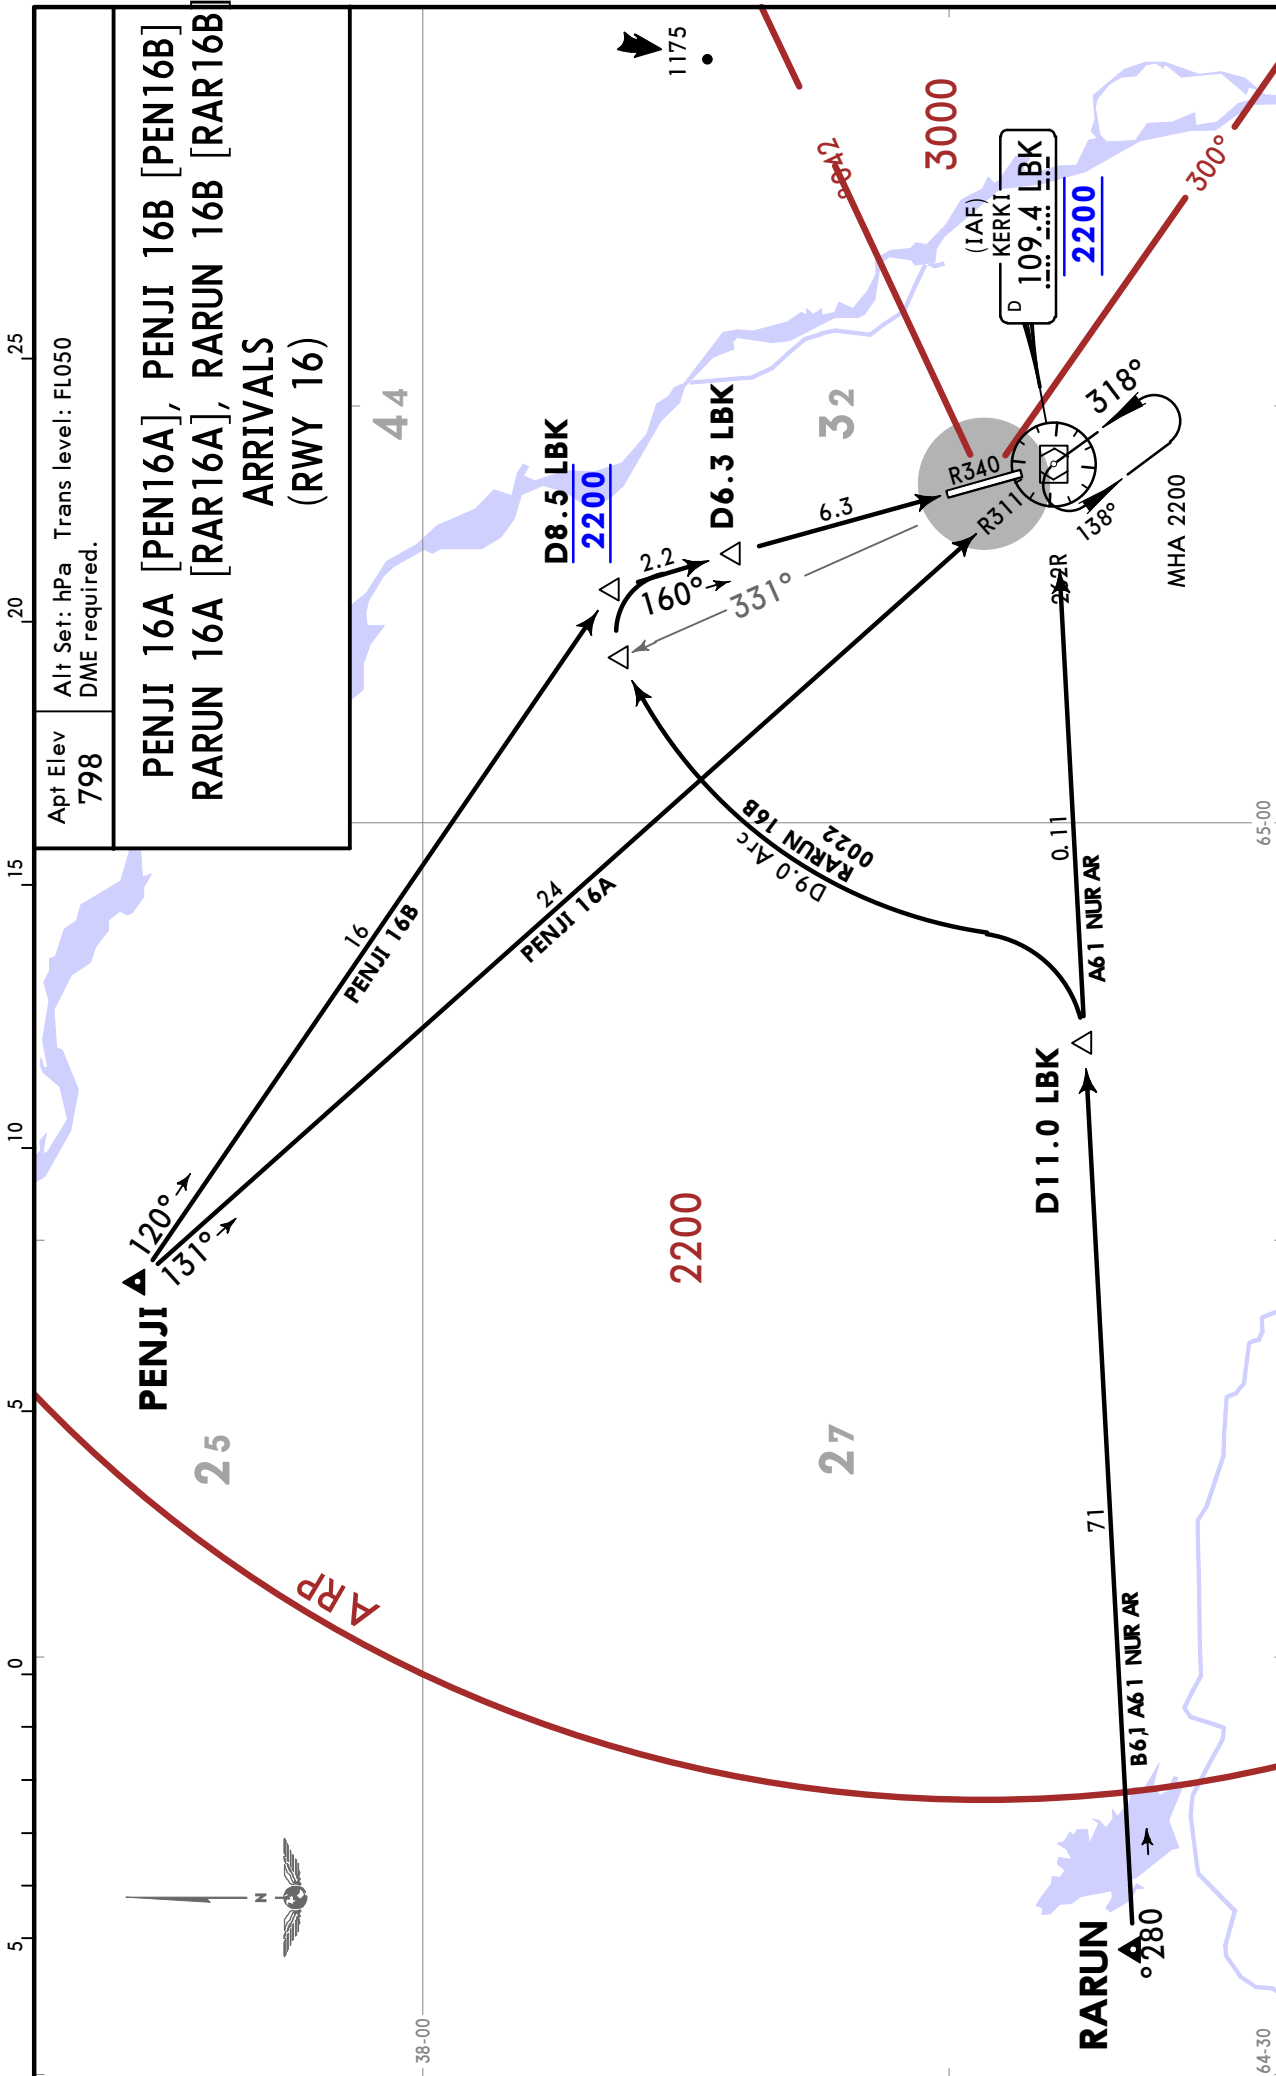 Apt Elev
798
Alt Set: hPa Trans level: FL050
DME required.
PENJI 16A [PEN16A], PENJI 16B [PEN16B]
RARUN 16A [RAR16A], RARUN 16B [RAR16B]
ARRIVALS
(RWY 16)
5
0
5
10
15
20
25
1175
3000
300°
(IAF)
KERKI
D
109.4 LBK
2200
44
32
25
27
D8.5 LBK
2200
D6.3 LBK
2.2
160°
331°
6.3
R340
R311
318°
138°
MHA 2200
PENJI
120°
131°
16
PENJI 16B
24
PENJI 16A
D9.0 Arc
RARUN 16B
0022
0.11
A61 NUR AR
D11.0 LBK
2200
71
B61, A61 NUR AR
ARP
N
RARUN
°280
38-00
65-00
64-30